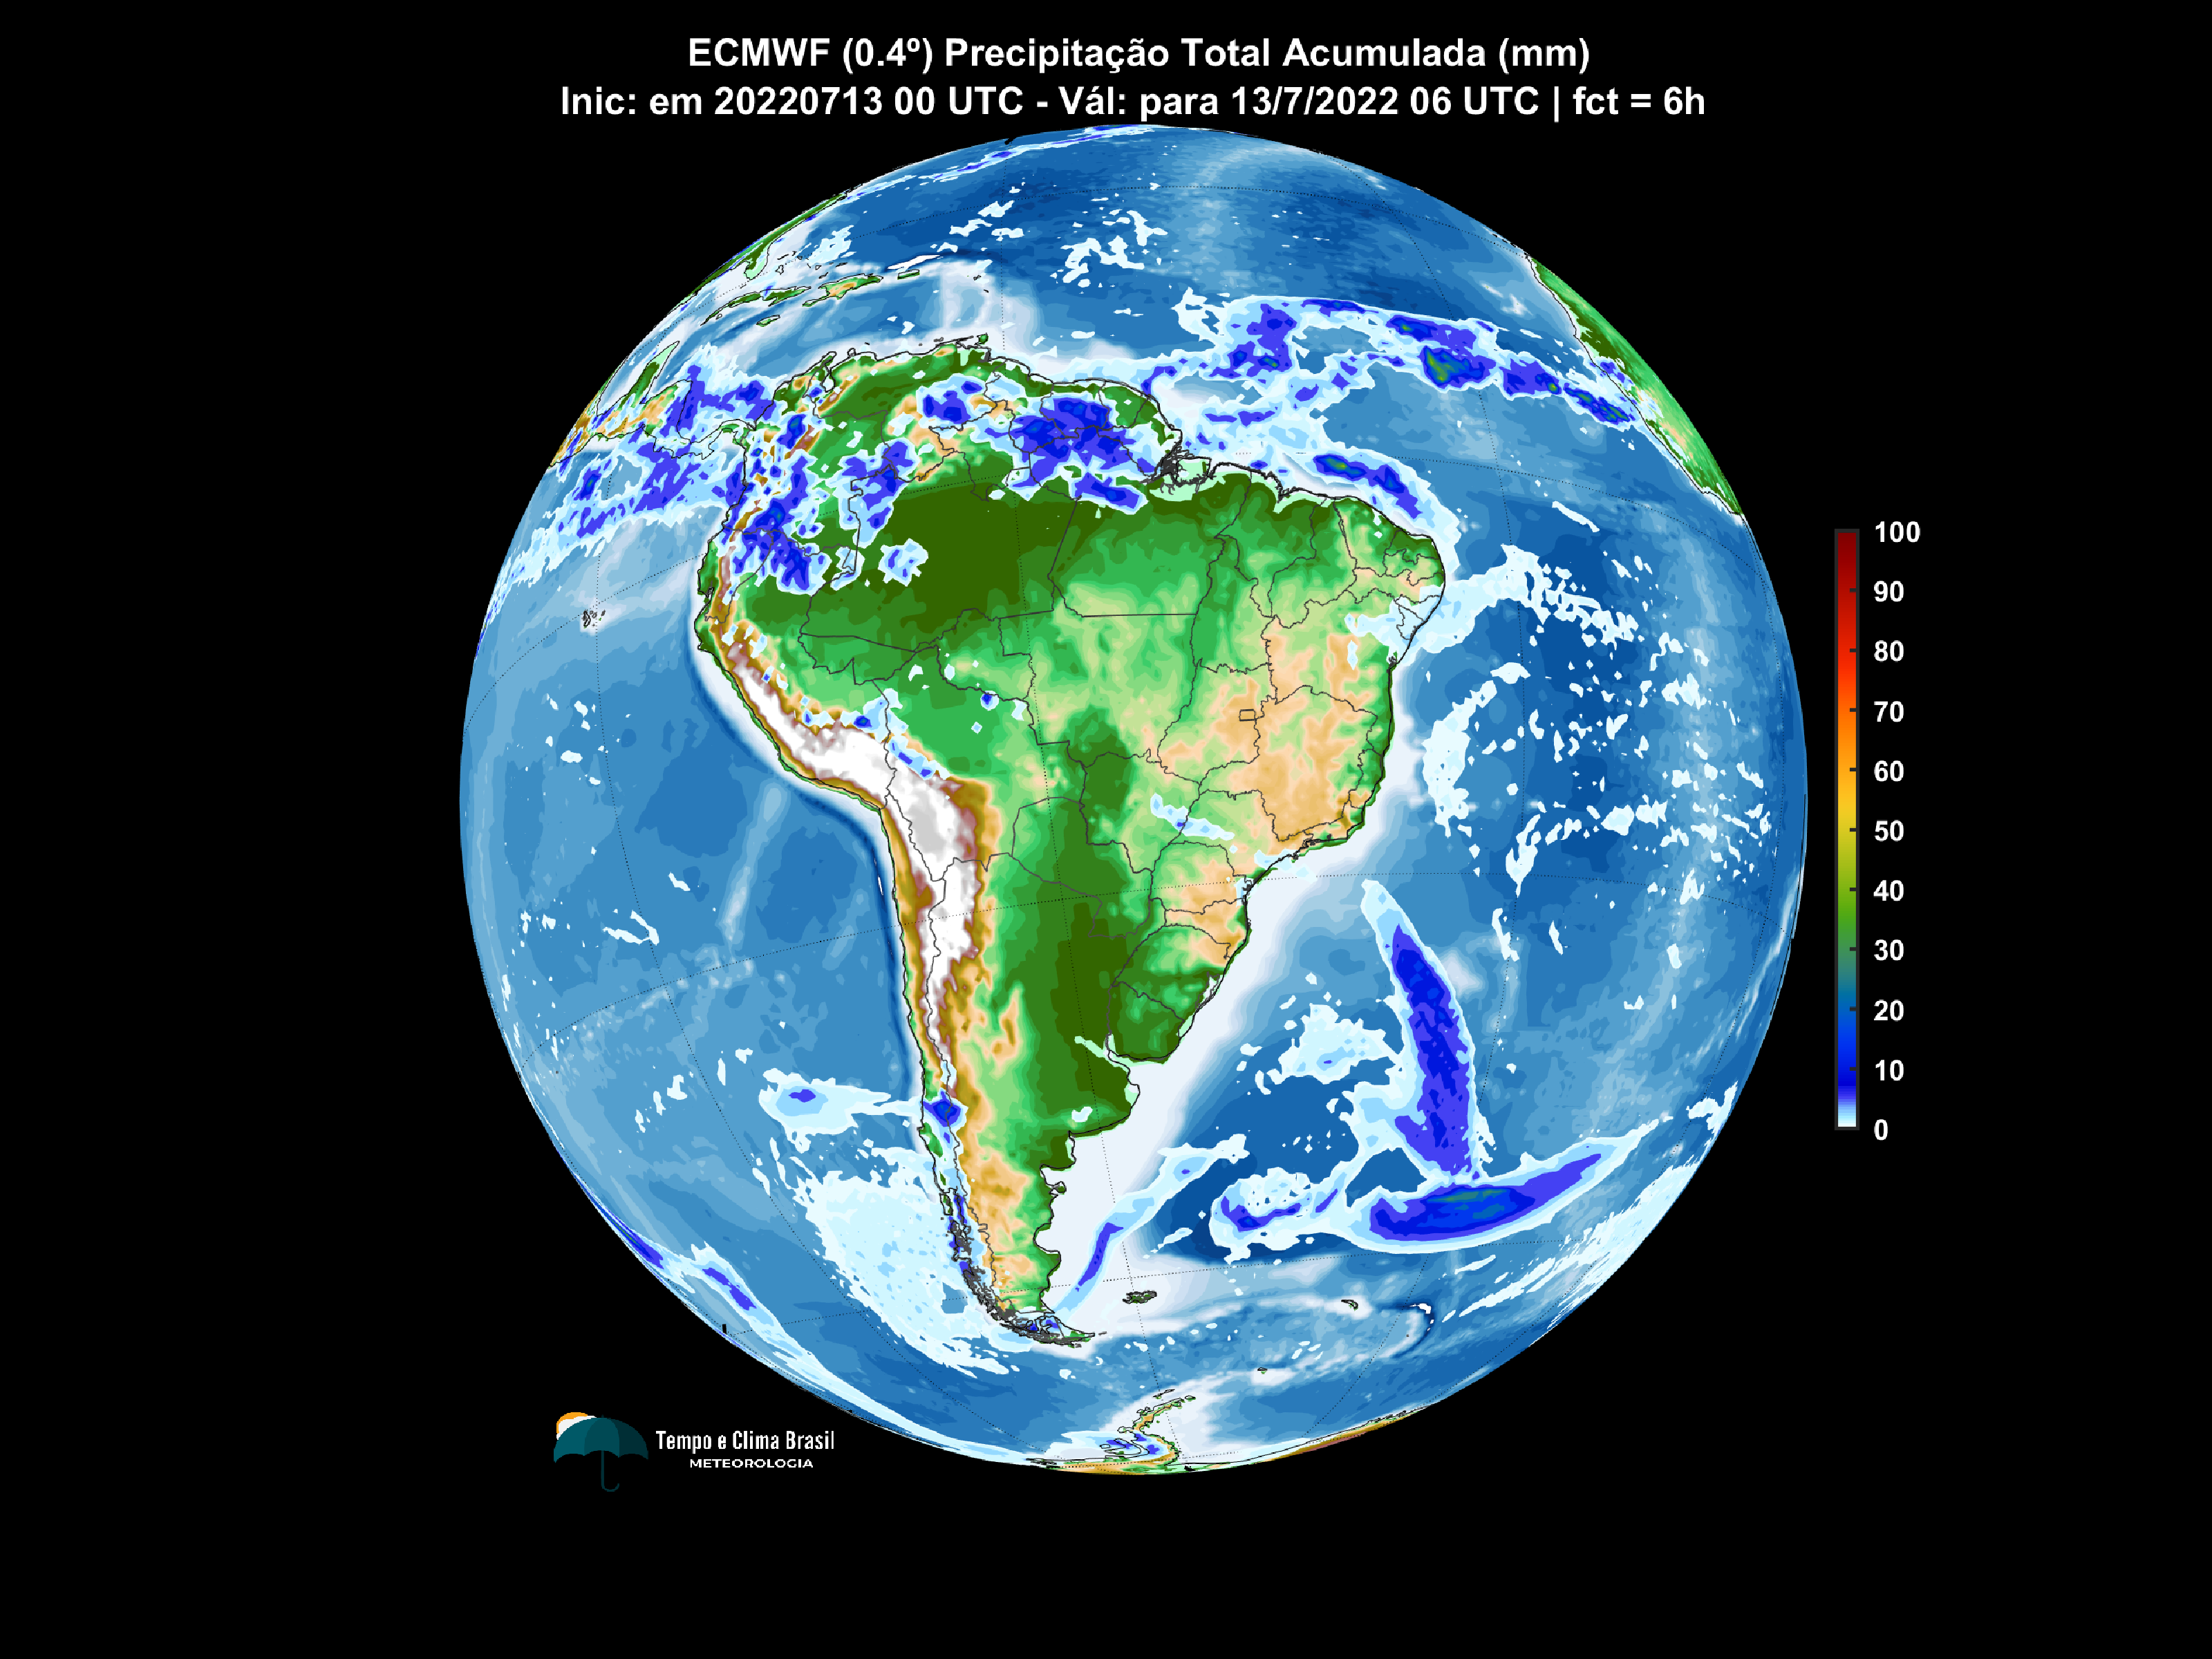 ECMWF (0.4º) Precipitação Total Acumulada (mm)
Inic: em 20220713 00 UTC - Vál: para 13/7/2022 06 UTC | fct = 6h
100
90
80
70
60
50
40
30
20
10
0
Tempo e Clima Brasil
METEOROLOGIA